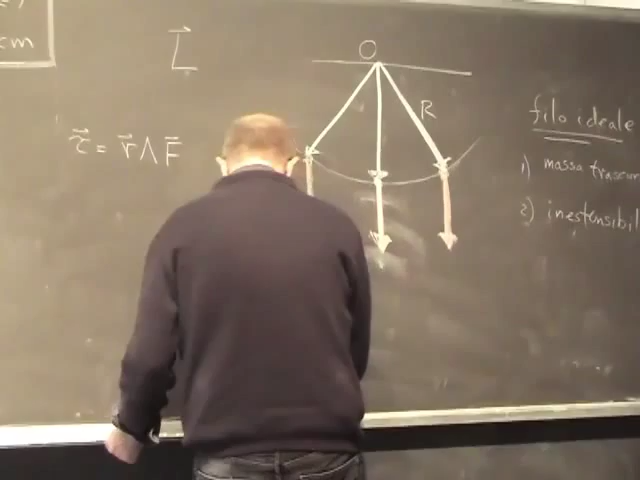 cm
L⃗
O
R
τ⃗ = r⃗ ∧ F⃗
filo ideale
1) massa trascur
2) inestensibil